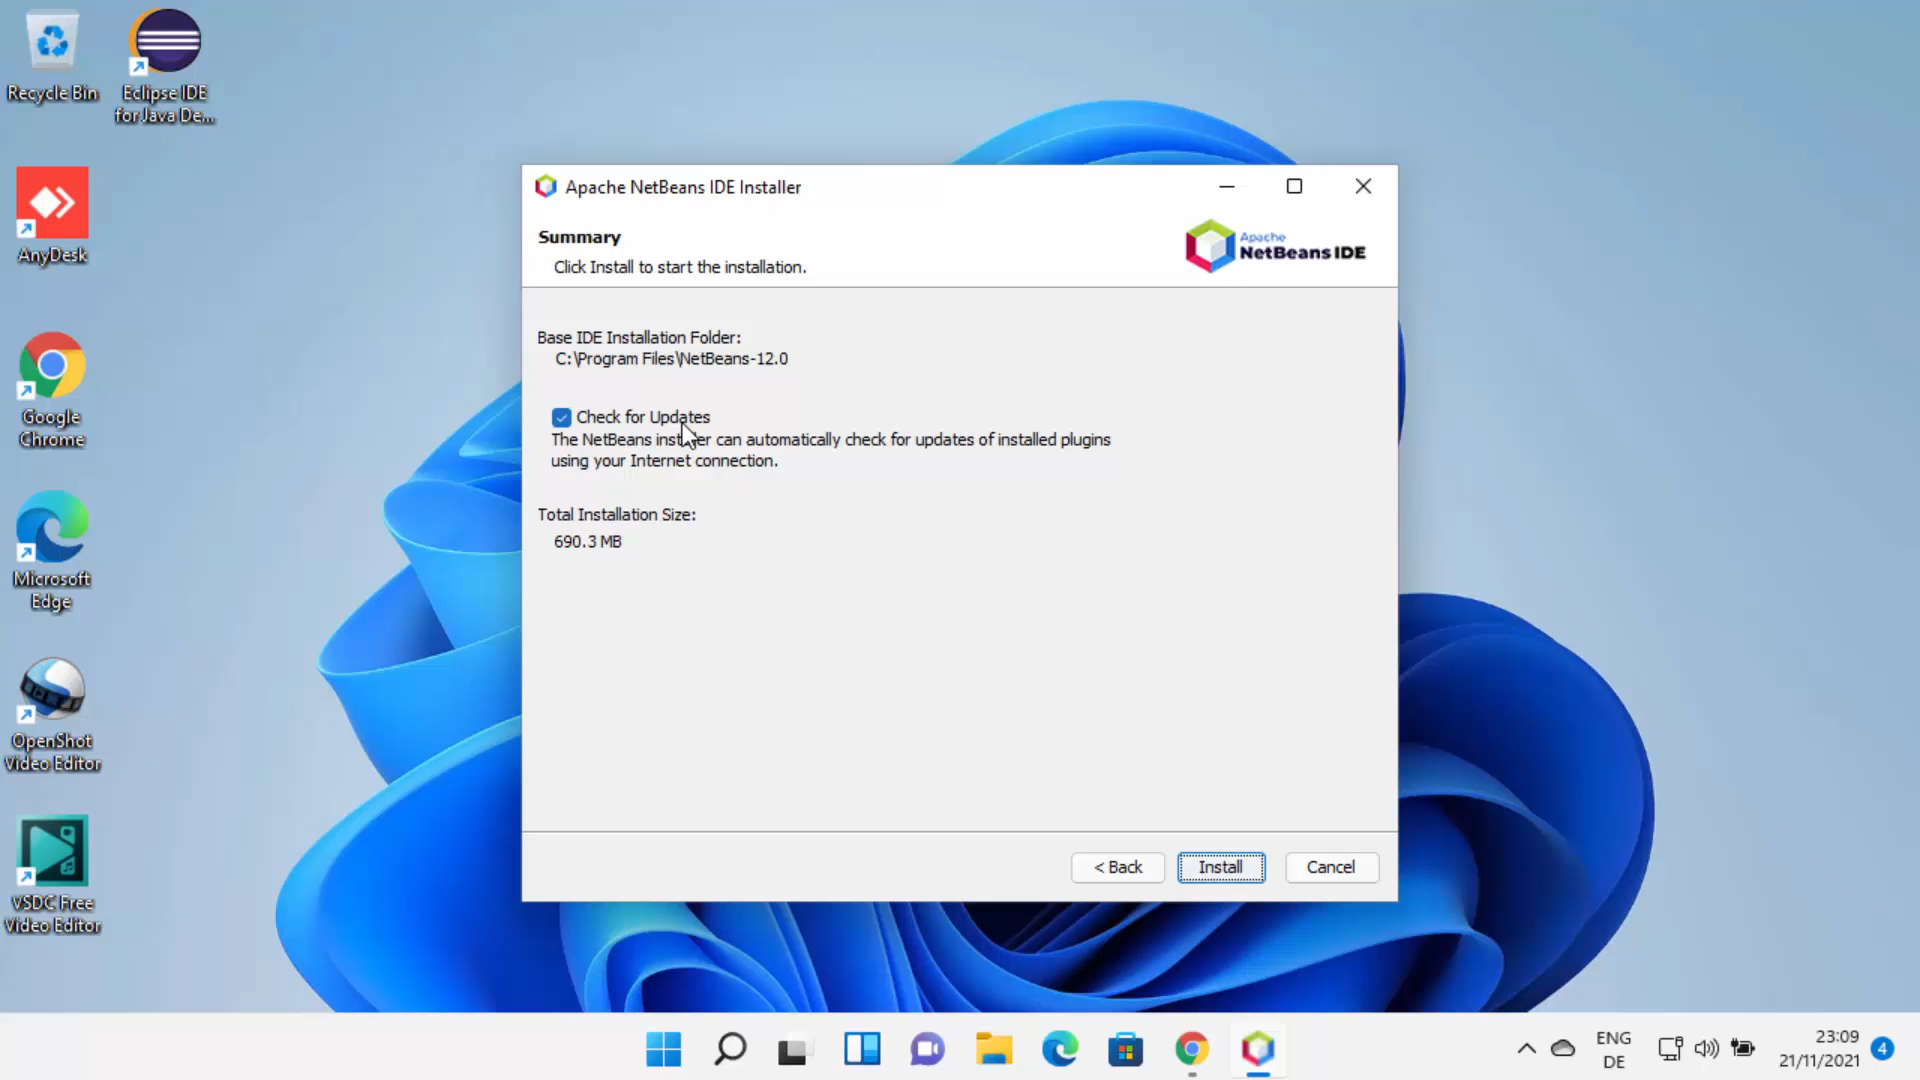 Recycle Bin
Eclipse IDE
for Java De...
AnyDesk
Google
Chrome
Microsoft
Edge
OpenShot
Video Editor
VSDC Free
Video Editor
Apache NetBeans IDE Installer
Summary
Click Install to start the installation.
Apache
NetBeans IDE
Base IDE Installation Folder:
C:\Program Files\NetBeans-12.0
Check for Updates
The NetBeans installer can automatically check for updates of installed plugins
using your Internet connection.
Total Installation Size:
690.3 MB
< Back
Install
Cancel
ENG
DE
23:09
21/11/2021
4